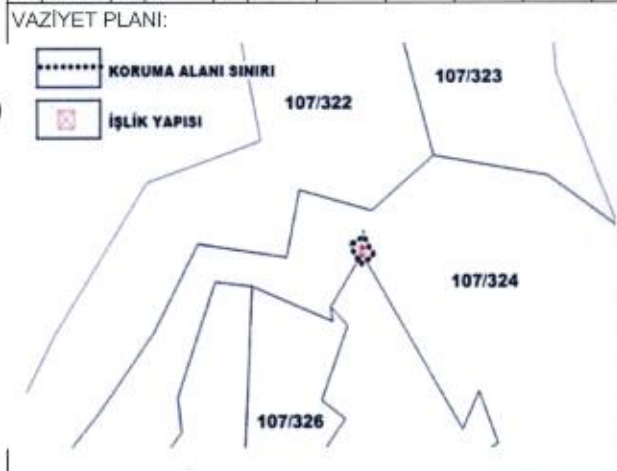 VAZİYET PLANI:
KORUMA ALANI SINIRI
İŞLİK YAPISI
107/322
107/323
107/324
107/326